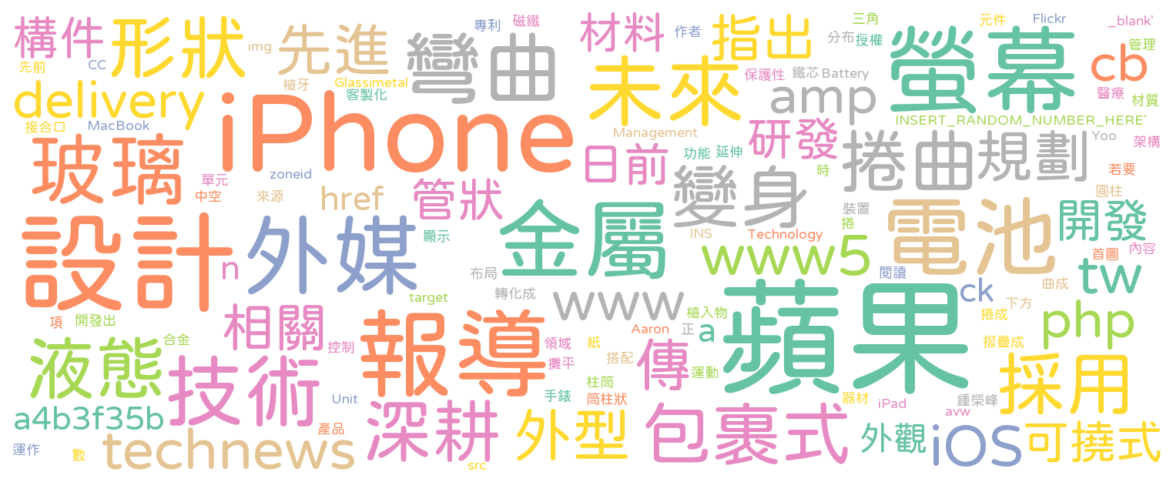 構件 形狀 img 先進 專利 彎曲 磁鐵 材料 作者 指出 三角 元件 Flickr _blank'
先前 CC 植牙 Glassimetal 客製化 未來 分布 授權 螢幕 cb 管理
delivery iPhone 保護性 鐵芯 Battery amp 醫療 材質
接合口 MacBook Management 研發 INSERT_RANDOM_NUMBER_HERE' Yoo 架構
玻璃 單元 中空 zoneid 來源 href 管狀 日前 功能 延伸 變身 時 捲曲 規劃 若要 圓柱
設計 n 外媒 顯示 金屬 INS Technology 裝置 捲 電池 開發 首圖 內容
布局 www5 閱讀 tw
target 轉化成 www 植入物 ck 曲成 下方
項 開發出 相關 控制 報導 Aaron 正 a 蘋果 捲成 php
液態 合金 技術 領域 攤平 紙 搭配 傳 運動 摺疊成 採用
a4b3f35b Unit 手錶 柱筒 筒柱狀 器材 iPad 鍾榮峰
運作 數 technews 產品 深耕 src 外型 包裹式 外觀 avw iOS 可撓式